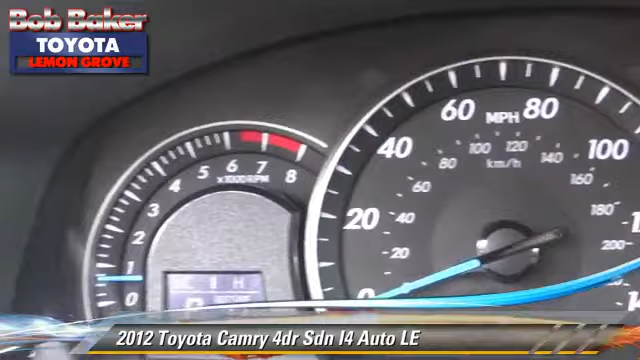 Bob Baker
TOYOTA
LEMON GROVE
60 MPH 80
40 100
20
0
100 120
80 km/h 140
60 160
40 180
20 200
5 6 7 8
4 x1000RPM
3
2
1
0
C H
2012 Toyota Camry 4dr Sdn I4 Auto LE